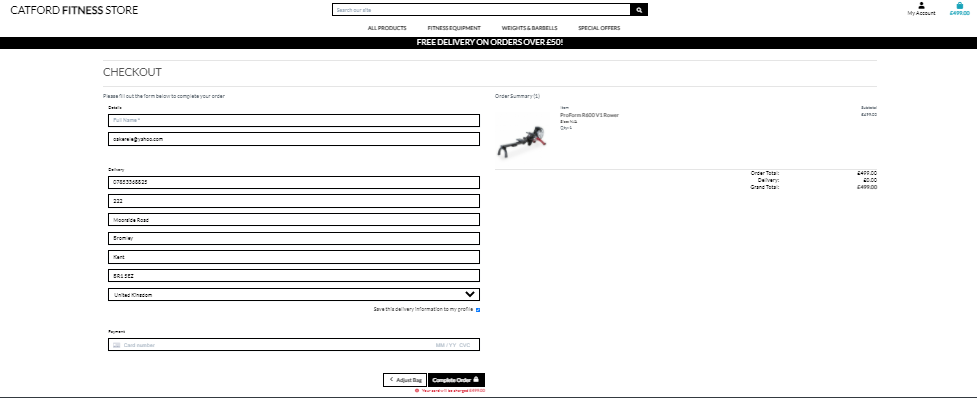 CATFORD FITNESS STORE
Search our site
My Account
£499.00
ALL PRODUCTS FITNESS EQUIPMENT WEIGHTS & BARBELLS SPECIAL OFFERS
FREE DELIVERY ON ORDERS OVER £50!
CHECKOUT
Please fill out the form below to complete your order
Details
Full Name *
oskarele@yahoo.com
Delivery
222
Moorside Road
Bromley
Kent
BR1 5EZ
United Kingdom
Save this delivery information to my profile
Payment
Card number MM / YY CVC
Adjust Bag
Complete Order
Your card will be charged £499.00
Order Summary (1)
Item Subtotal
ProForm R600 V1 Rower £499.00
Size: N/A
Qty: 1
Order Total: £499.00
Delivery: £0.00
Grand Total: £499.00